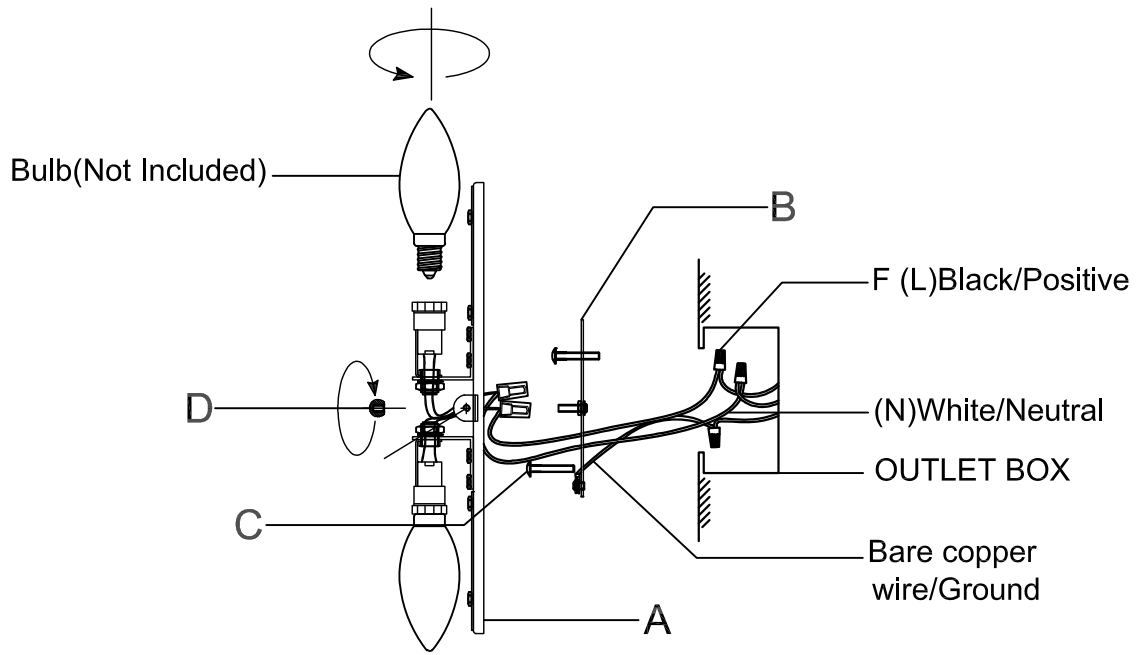 Bulb(Not Included)
B
F (L)Black/Positive
D
(N)White/Neutral
OUTLET BOX
C
Bare copper
wire/Ground
A